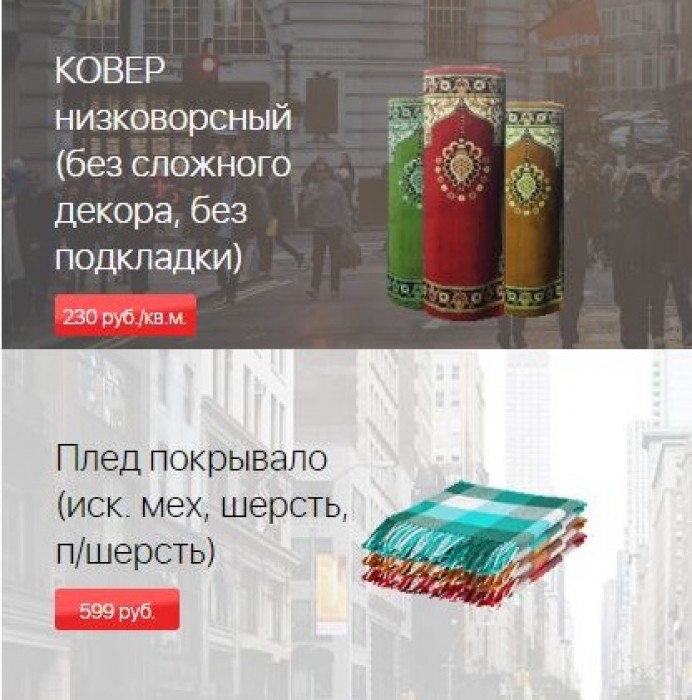 КОВЕР
низковорсный
(без сложного
декора, без
подкладки)
230 руб./кв.м.
Плед покрывало
(иск. мех, шерсть,
п/шерсть)
599 руб.